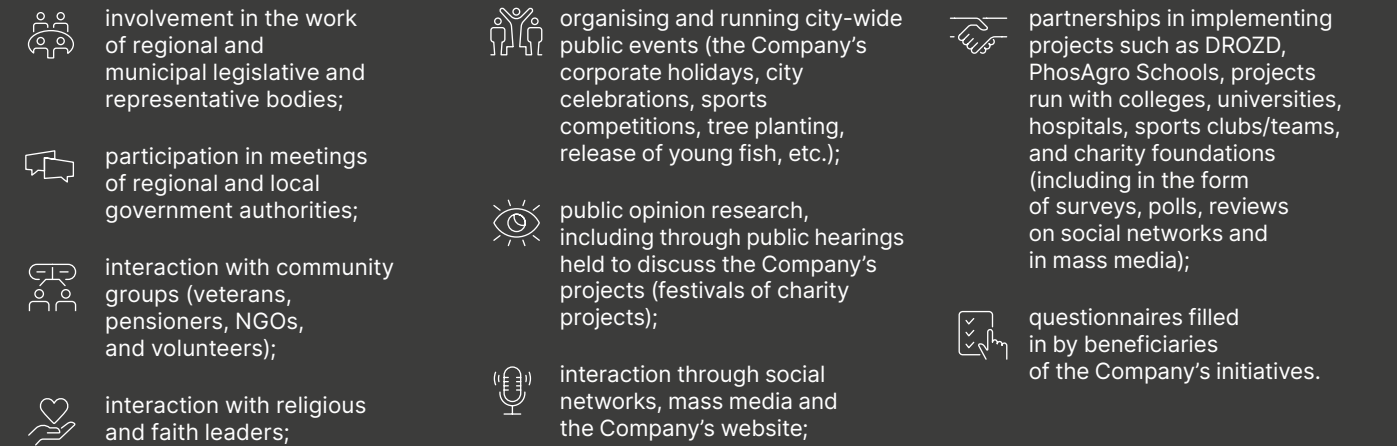 involvement in the work
of regional and
municipal legislative and
representative bodies;
participation in meetings
of regional and local
government authorities;
interaction with community
groups (veterans,
pensioners, NGOs,
and volunteers);
interaction with religious
and faith leaders;
organising and running city-wide
public events (the Company’s
corporate holidays, city
celebrations, sports
competitions, tree planting,
release of young fish, etc.);
public opinion research,
including through public hearings
held to discuss the Company’s
projects (festivals of charity
projects);
interaction through social
networks, mass media and
the Company’s website;
partnerships in implementing
projects such as DROZD,
PhosAgro Schools, projects
run with colleges, universities,
hospitals, sports clubs/teams,
and charity foundations
(including in the form
of surveys, polls, reviews
on social networks and
in mass media);
questionnaires filled
in by beneficiaries
of the Company’s initiatives.